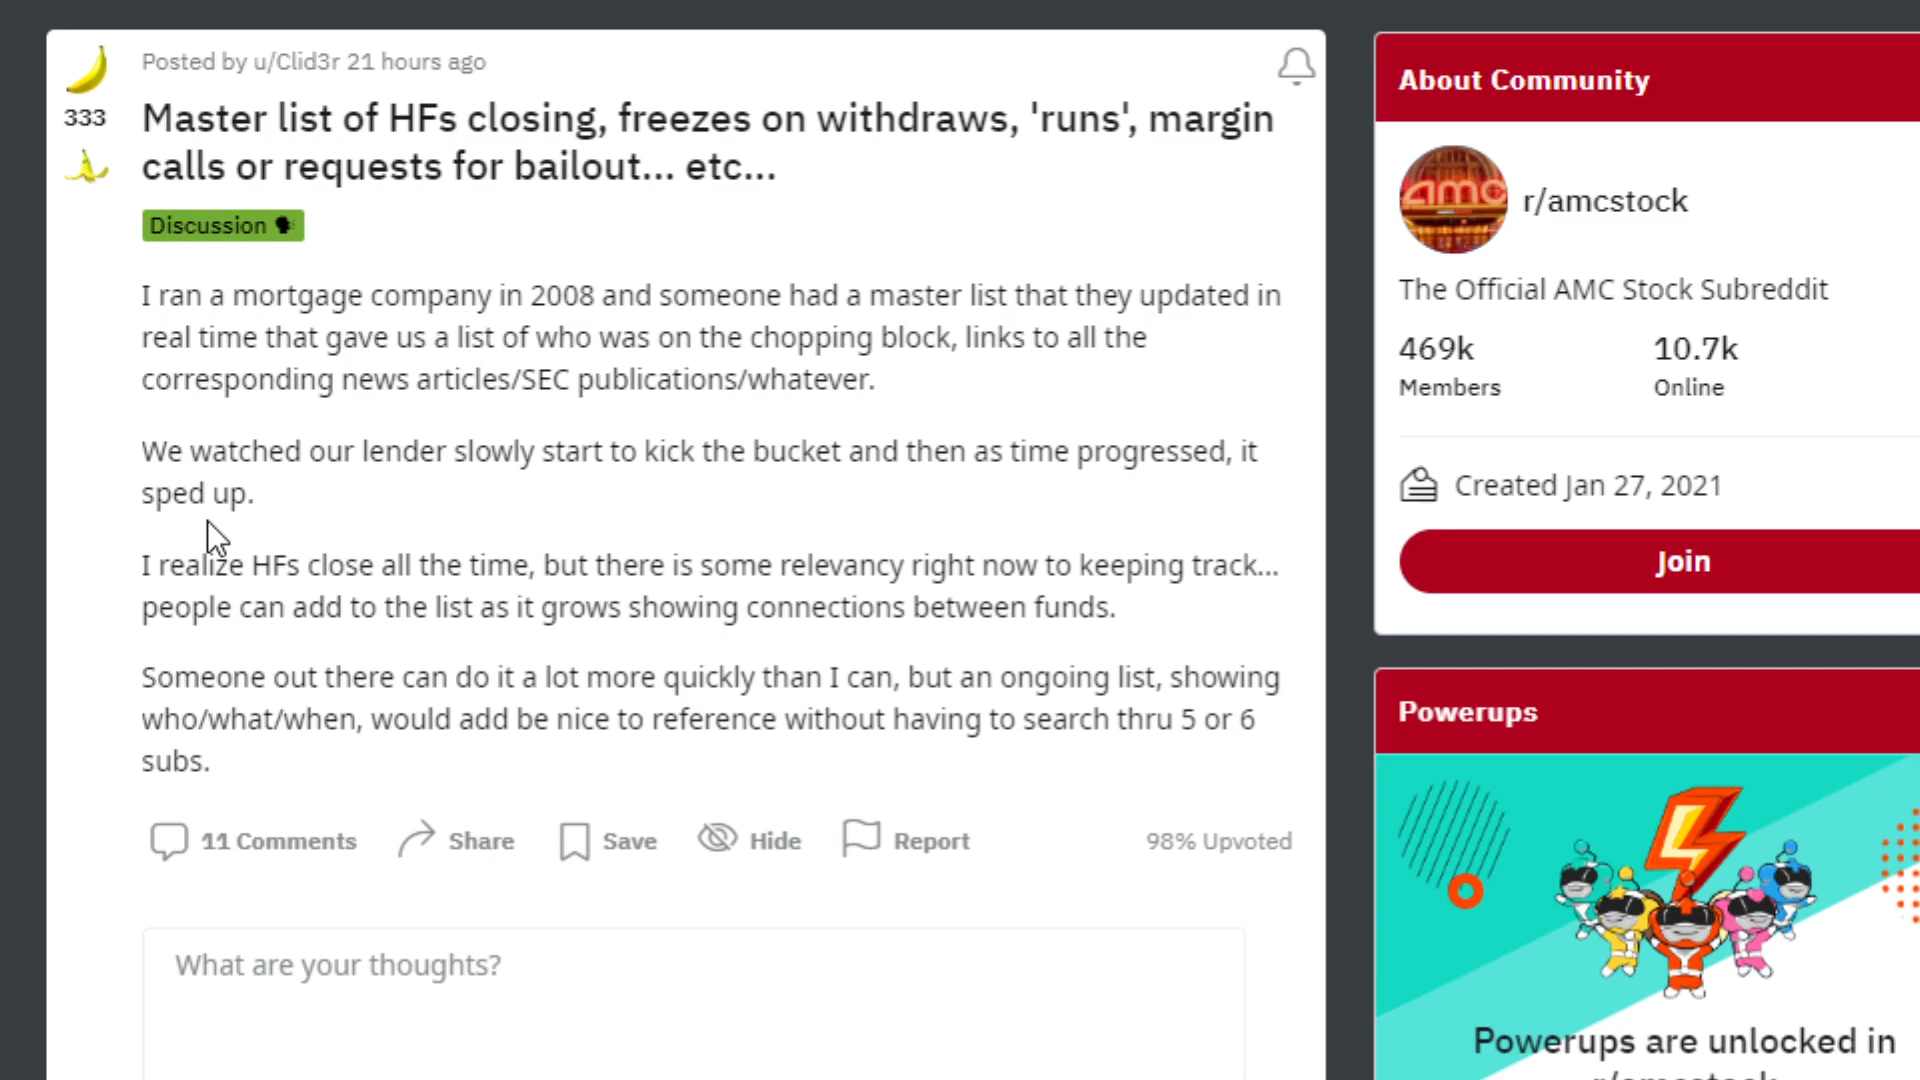 Posted by u/Clid3r 21 hours ago
333
Master list of HFs closing, freezes on withdraws, 'runs', margin
calls or requests for bailout... etc...
Discussion
I ran a mortgage company in 2008 and someone had a master list that they updated in
real time that gave us a list of who was on the chopping block, links to all the
corresponding news articles/SEC publications/whatever.
We watched our lender slowly start to kick the bucket and then as time progressed, it
sped up.
I realize HFs close all the time, but there is some relevancy right now to keeping track...
people can add to the list as it grows showing connections between funds.
Someone out there can do it a lot more quickly than I can, but an ongoing list, showing
who/what/when, would add be nice to reference without having to search thru 5 or 6
subs.
11 Comments Share Save Hide Report 98% Upvoted
What are your thoughts?
About Community
amc
r/amcstock
The Official AMC Stock Subreddit
469k 10.7k
Members Online
Created Jan 27, 2021
Join
Powerups
Powerups are unlocked in
r/amcstock